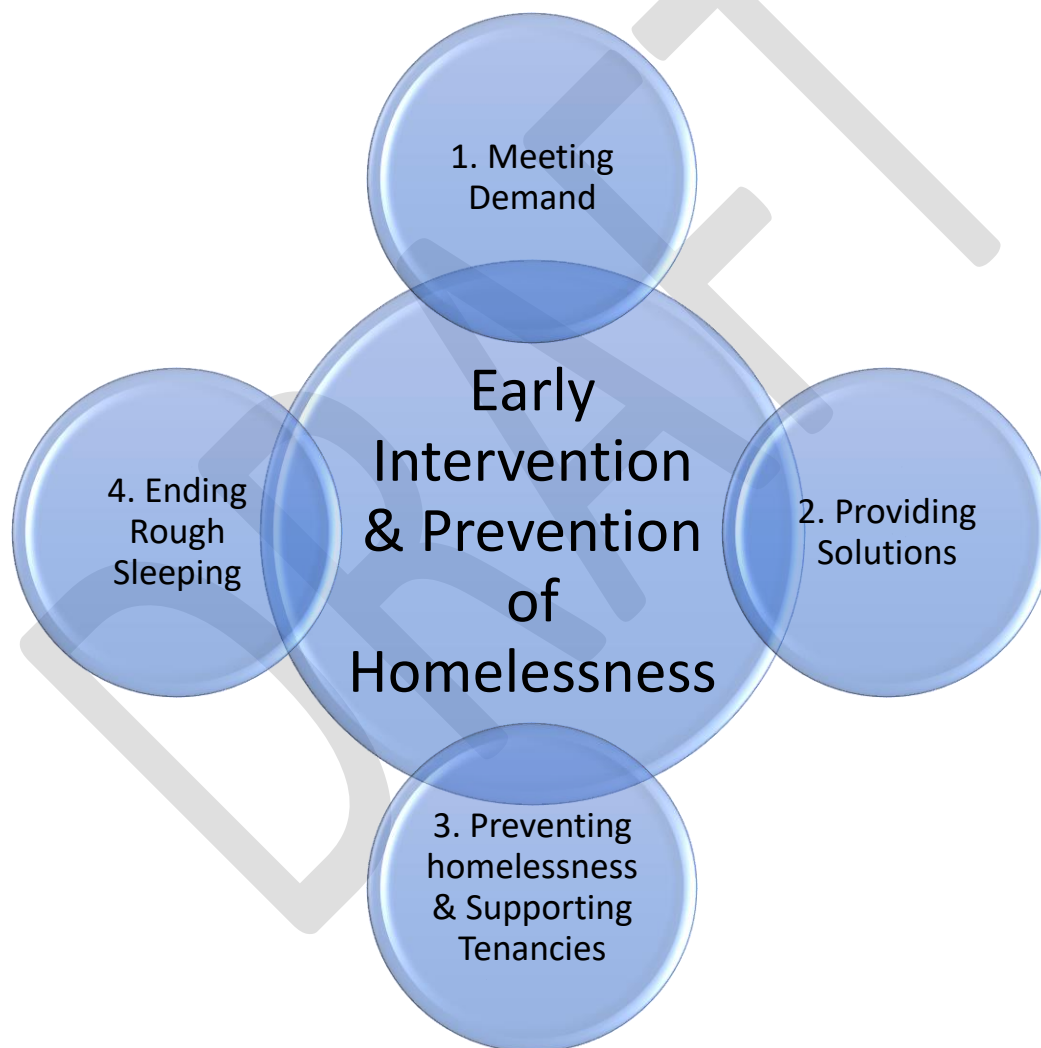 1. Meeting
Demand
Early
Intervention
& Prevention
of
Homelessness
2. Providing
Solutions
3. Preventing
homelessness
& Supporting
Tenancies
4. Ending
Rough
Sleeping
DRAFT